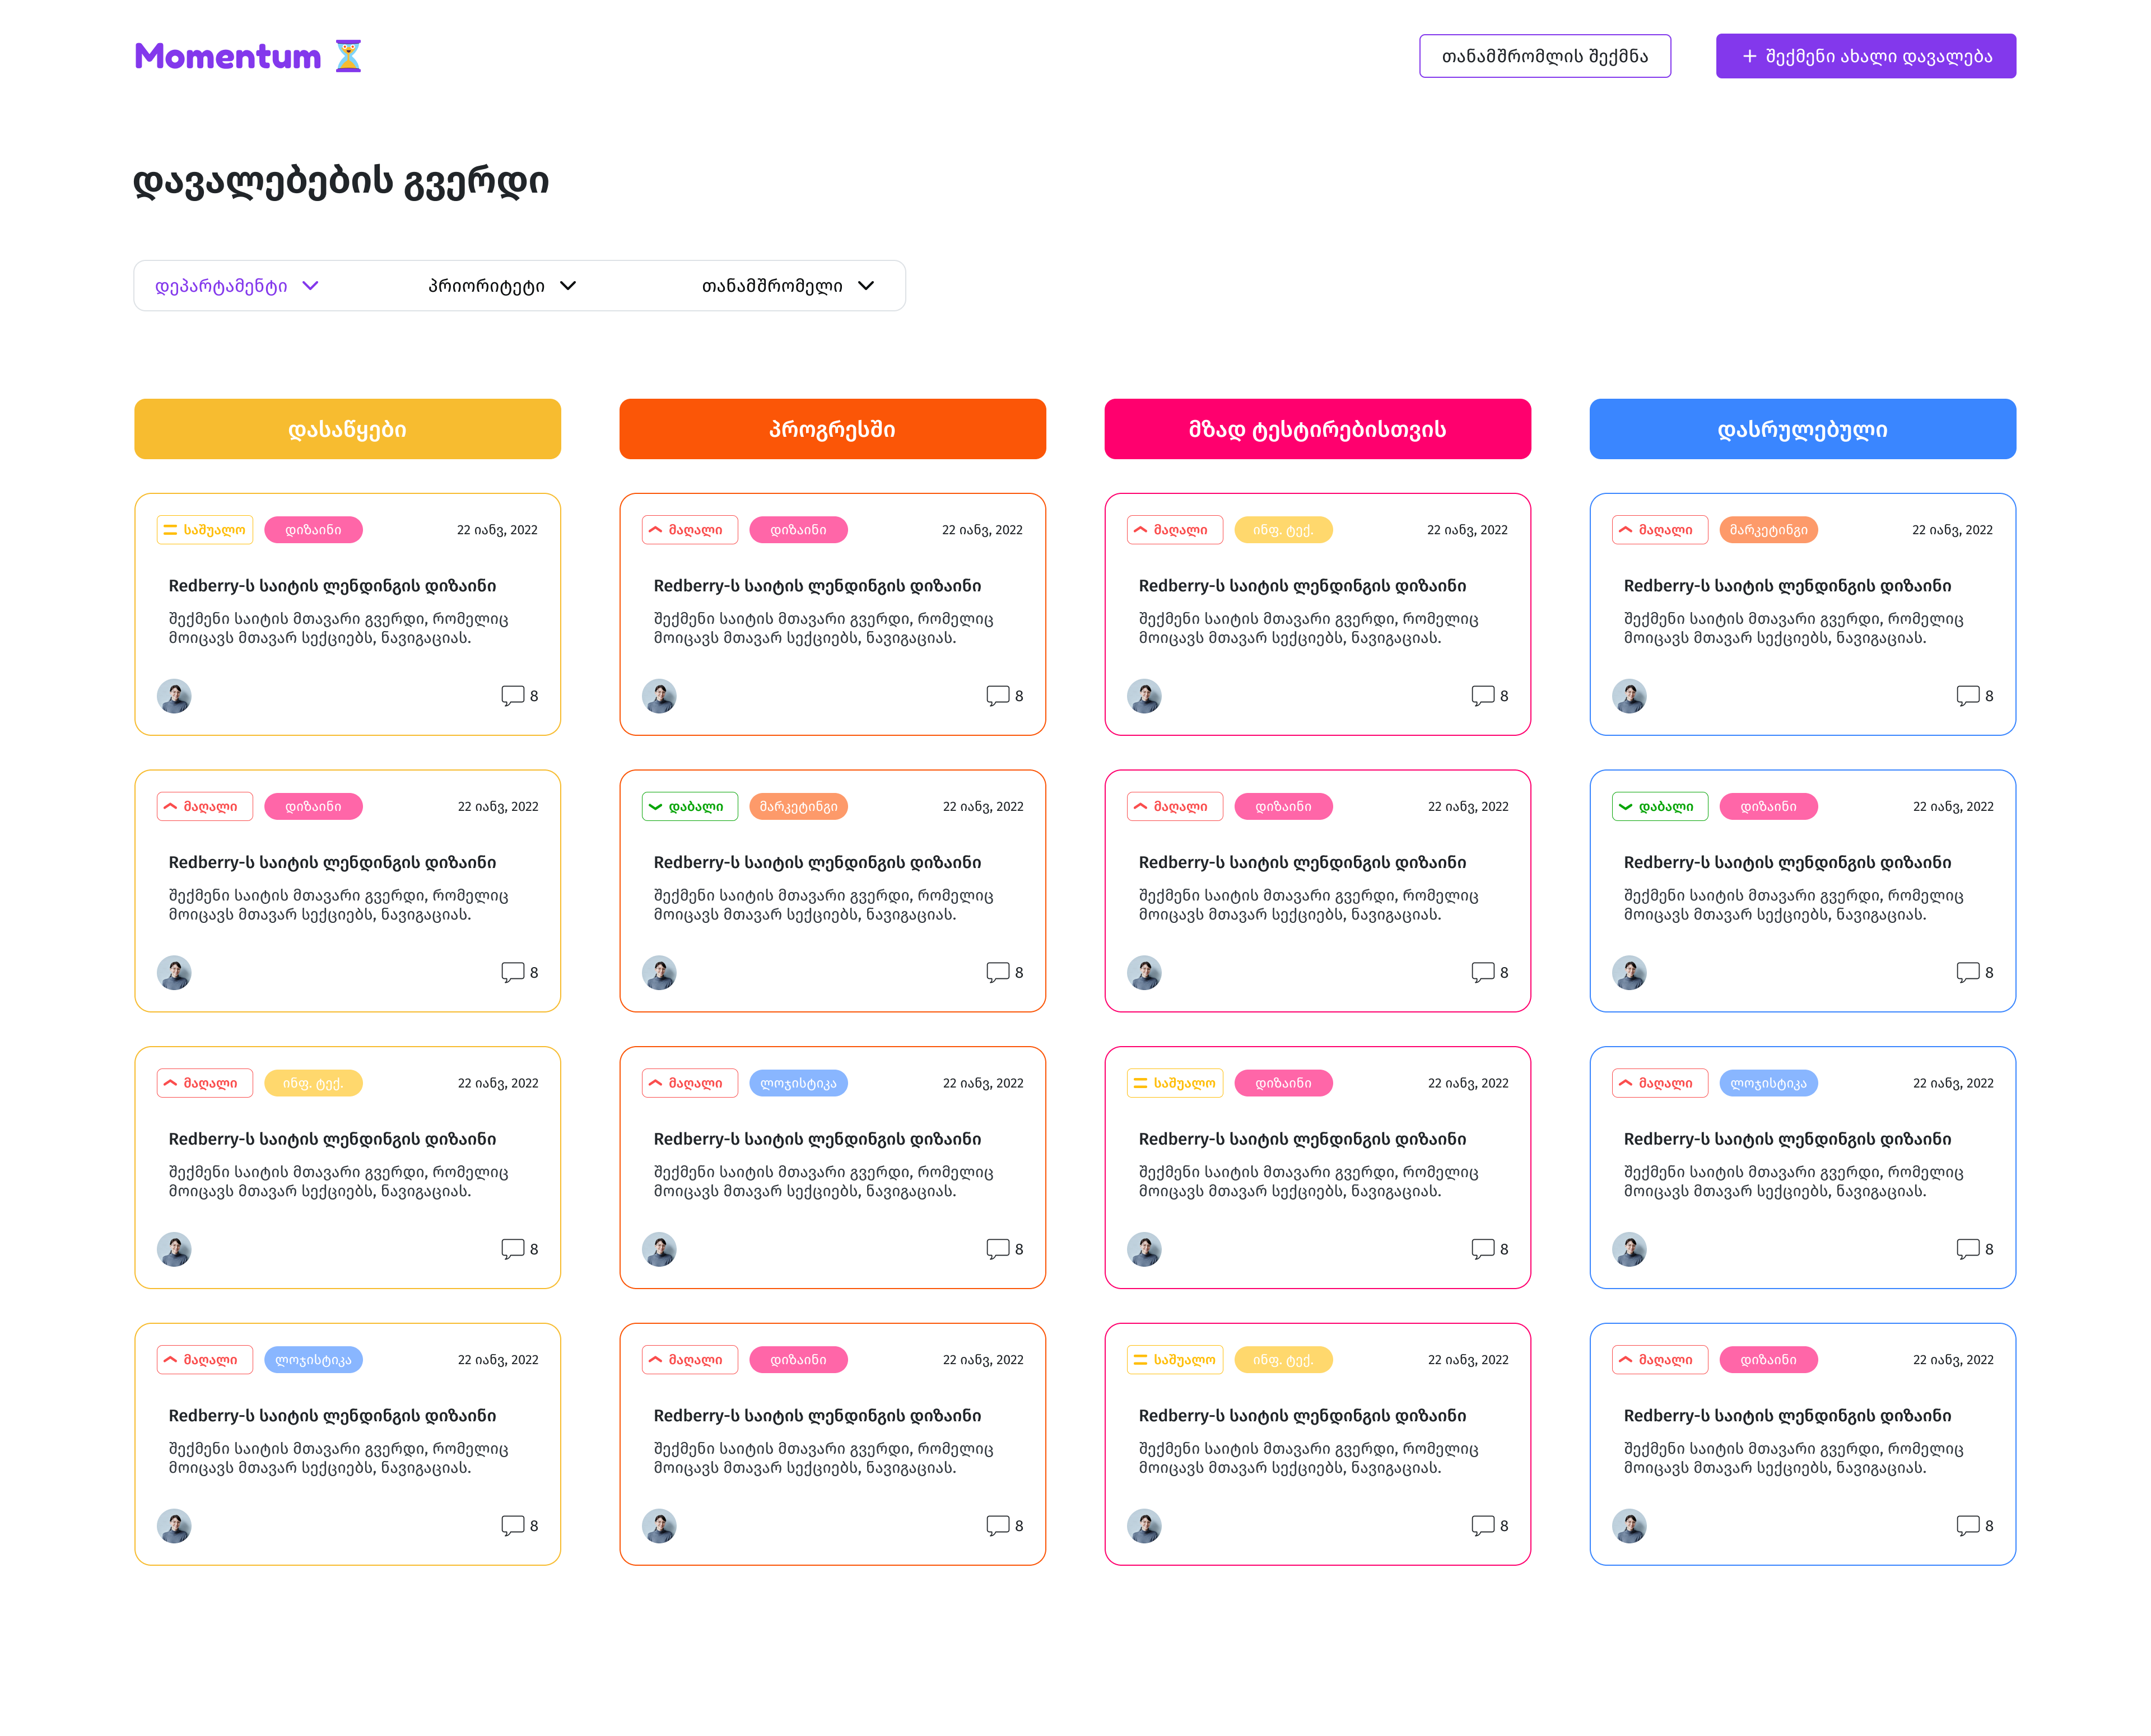 Momentum
თანამშრომლის შექმნა
+ შექმენი ახალი დავალება
დავალებების გვერდი
დეპარტამენტი
პრიორიტეტი
თანამშრომელი
დასაწყები
პროგრესში
მზად ტესტირებისთვის
დასრულებული
საშუალო
დიზაინი
22 იანვ, 2022
Redberry-ს საიტის ლენდინგის დიზაინი
შექმენი საიტის მთავარი გვერდი, რომელიც
მოიცავს მთავარ სექციებს, ნავიგაციას.
8
მაღალი
დიზაინი
22 იანვ, 2022
Redberry-ს საიტის ლენდინგის დიზაინი
შექმენი საიტის მთავარი გვერდი, რომელიც
მოიცავს მთავარ სექციებს, ნავიგაციას.
8
მაღალი
ინფ. ტექ.
22 იანვ, 2022
Redberry-ს საიტის ლენდინგის დიზაინი
შექმენი საიტის მთავარი გვერდი, რომელიც
მოიცავს მთავარ სექციებს, ნავიგაციას.
8
მაღალი
მარკეტინგი
22 იანვ, 2022
Redberry-ს საიტის ლენდინგის დიზაინი
შექმენი საიტის მთავარი გვერდი, რომელიც
მოიცავს მთავარ სექციებს, ნავიგაციას.
8
მაღალი
დიზაინი
22 იანვ, 2022
Redberry-ს საიტის ლენდინგის დიზაინი
შექმენი საიტის მთავარი გვერდი, რომელიც
მოიცავს მთავარ სექციებს, ნავიგაციას.
8
დაბალი
მარკეტინგი
22 იანვ, 2022
Redberry-ს საიტის ლენდინგის დიზაინი
შექმენი საიტის მთავარი გვერდი, რომელიც
მოიცავს მთავარ სექციებს, ნავიგაციას.
8
მაღალი
დიზაინი
22 იანვ, 2022
Redberry-ს საიტის ლენდინგის დიზაინი
შექმენი საიტის მთავარი გვერდი, რომელიც
მოიცავს მთავარ სექციებს, ნავიგაციას.
8
დაბალი
დიზაინი
22 იანვ, 2022
Redberry-ს საიტის ლენდინგის დიზაინი
შექმენი საიტის მთავარი გვერდი, რომელიც
მოიცავს მთავარ სექციებს, ნავიგაციას.
8
მაღალი
ინფ. ტექ.
22 იანვ, 2022
Redberry-ს საიტის ლენდინგის დიზაინი
შექმენი საიტის მთავარი გვერდი, რომელიც
მოიცავს მთავარ სექციებს, ნავიგაციას.
8
მაღალი
ლოჯისტიკა
22 იანვ, 2022
Redberry-ს საიტის ლენდინგის დიზაინი
შექმენი საიტის მთავარი გვერდი, რომელიც
მოიცავს მთავარ სექციებს, ნავიგაციას.
8
საშუალო
დიზაინი
22 იანვ, 2022
Redberry-ს საიტის ლენდინგის დიზაინი
შექმენი საიტის მთავარი გვერდი, რომელიც
მოიცავს მთავარ სექციებს, ნავიგაციას.
8
მაღალი
ლოჯისტიკა
22 იანვ, 2022
Redberry-ს საიტის ლენდინგის დიზაინი
შექმენი საიტის მთავარი გვერდი, რომელიც
მოიცავს მთავარ სექციებს, ნავიგაციას.
8
მაღალი
ლოჯისტიკა
22 იანვ, 2022
Redberry-ს საიტის ლენდინგის დიზაინი
შექმენი საიტის მთავარი გვერდი, რომელიც
მოიცავს მთავარ სექციებს, ნავიგაციას.
8
მაღალი
დიზაინი
22 იანვ, 2022
Redberry-ს საიტის ლენდინგის დიზაინი
შექმენი საიტის მთავარი გვერდი, რომელიც
მოიცავს მთავარ სექციებს, ნავიგაციას.
8
საშუალო
ინფ. ტექ.
22 იანვ, 2022
Redberry-ს საიტის ლენდინგის დიზაინი
შექმენი საიტის მთავარი გვერდი, რომელიც
მოიცავს მთავარ სექციებს, ნავიგაციას.
8
მაღალი
დიზაინი
22 იანვ, 2022
Redberry-ს საიტის ლენდინგის დიზაინი
შექმენი საიტის მთავარი გვერდი, რომელიც
მოიცავს მთავარ სექციებს, ნავიგაციას.
8